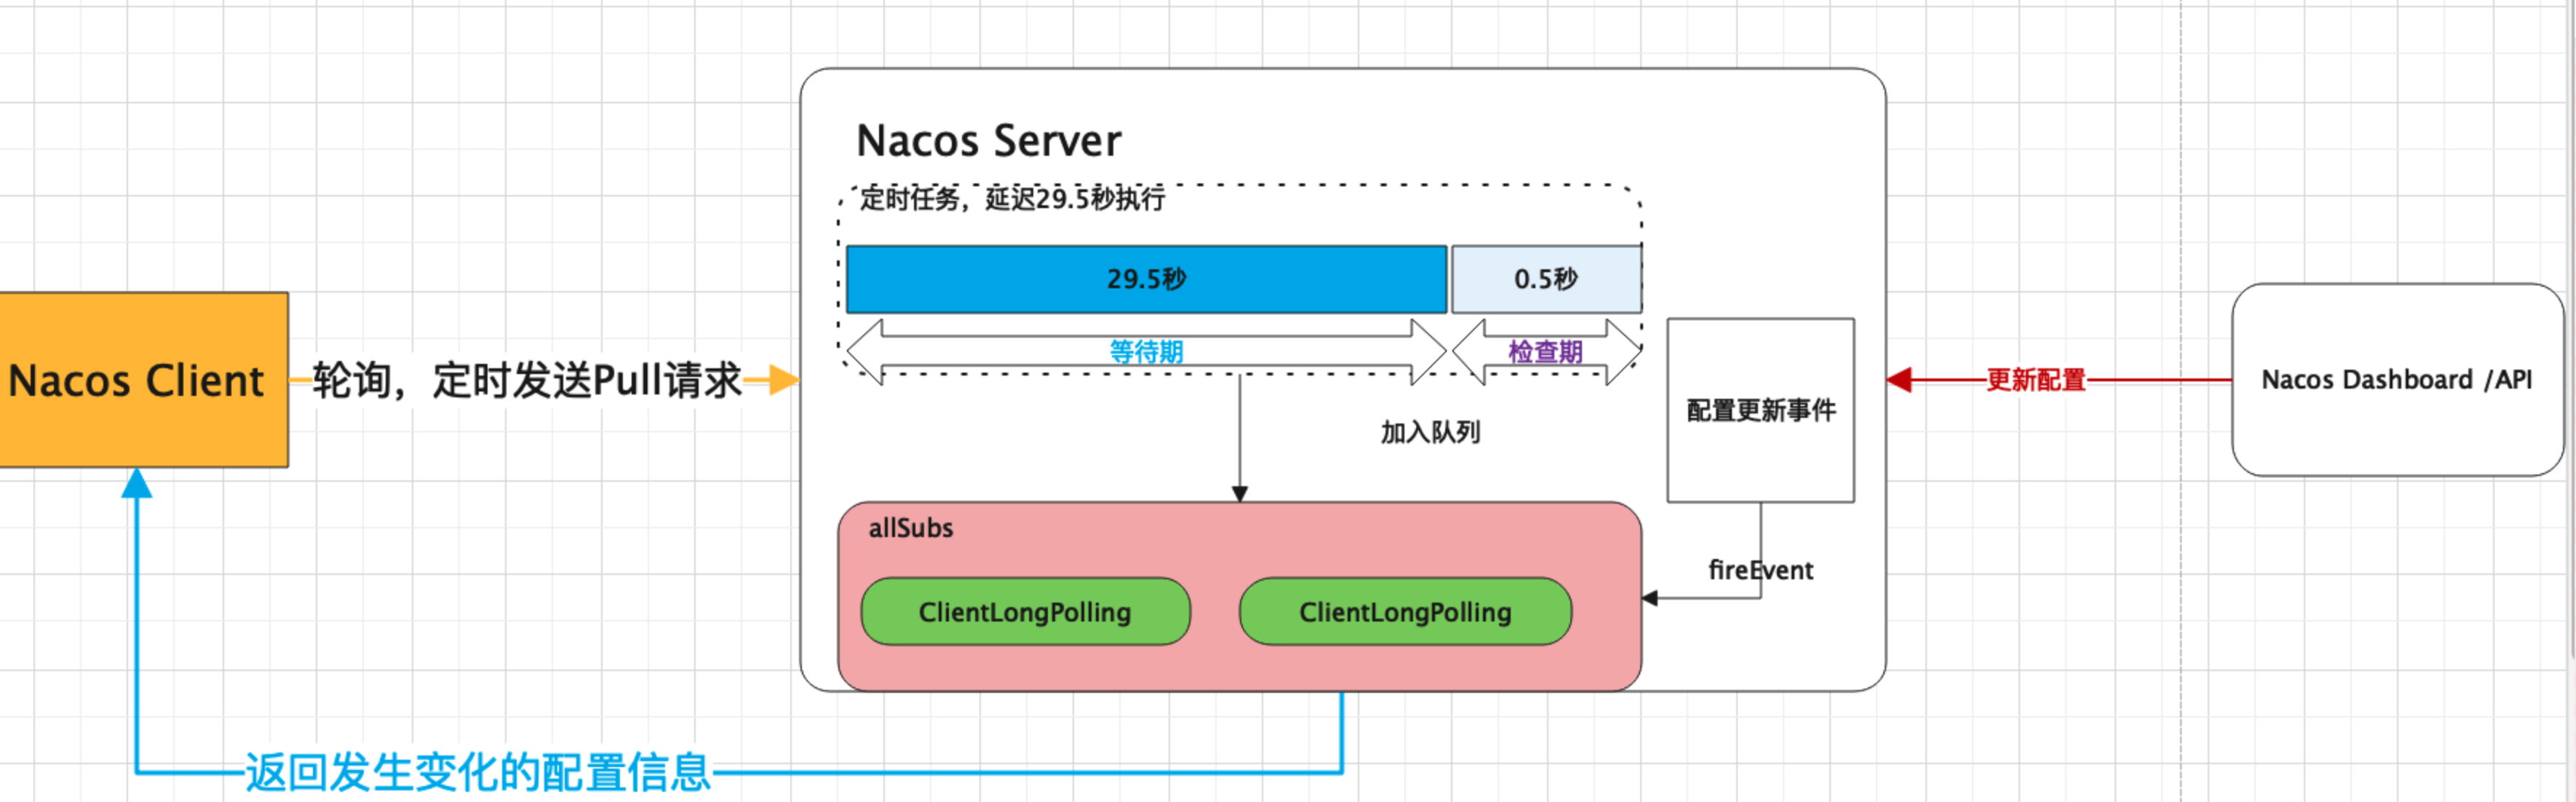 Nacos Server
定时任务，延迟29.5秒执行
29.5秒
0.5秒
等待期
检查期
Nacos Client
轮询，定时发送Pull请求
配置更新事件
更新配置
Nacos Dashboard /API
加入队列
allSubs
fireEvent
ClientLongPolling
ClientLongPolling
返回发生变化的配置信息